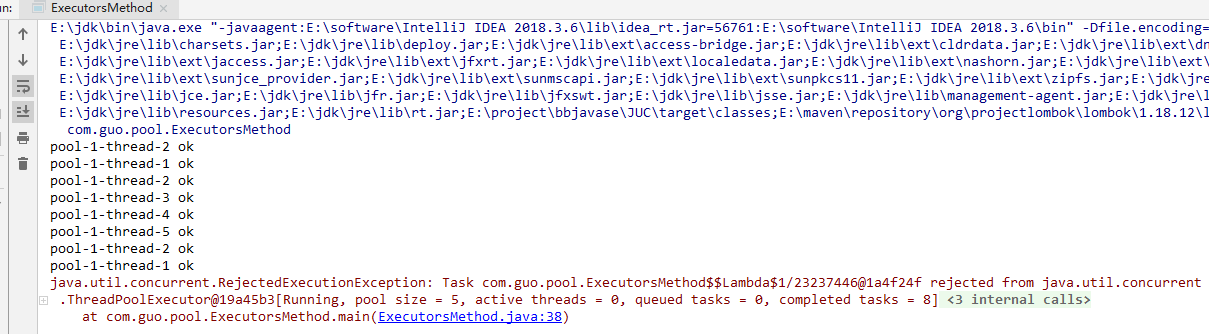 un: ExecutorsMethod
E:\jdk\bin\java.exe "-javaagent:E:\software\IntelliJ IDEA 2018.3.6\lib\idea_rt.jar=56761:E:\software\IntelliJ IDEA 2018.3.6\bin" -Dfile.encoding=
E:\jdk\jre\lib\charsets.jar;E:\jdk\jre\lib\deploy.jar;E:\jdk\jre\lib\ext\access-bridge.jar;E:\jdk\jre\lib\ext\cldrdata.jar;E:\jdk\jre\lib\ext\dn
E:\jdk\jre\lib\ext\jaccess.jar;E:\jdk\jre\lib\ext\jfxrt.jar;E:\jdk\jre\lib\ext\localedata.jar;E:\jdk\jre\lib\ext\nashorn.jar;E:\jdk\jre\lib\ext\
E:\jdk\jre\lib\ext\sunjce_provider.jar;E:\jdk\jre\lib\ext\sunmscapi.jar;E:\jdk\jre\lib\ext\sunpkcs11.jar;E:\jdk\jre\lib\ext\zipfs.jar;E:\jdk\jre
E:\jdk\jre\lib\jce.jar;E:\jdk\jre\lib\jfr.jar;E:\jdk\jre\lib\jfxswt.jar;E:\jdk\jre\lib\jsse.jar;E:\jdk\jre\lib\management-agent.jar;E:\jdk\jre\l
E:\jdk\jre\lib\resources.jar;E:\jdk\jre\lib\rt.jar;E:\project\bbjavase\JUC\target\classes;E:\maven\repository\org\projectlombok\lombok\1.18.12\l
com.guo.pool.ExecutorsMethod
pool-1-thread-2 ok
pool-1-thread-1 ok
pool-1-thread-2 ok
pool-1-thread-3 ok
pool-1-thread-4 ok
pool-1-thread-5 ok
pool-1-thread-2 ok
pool-1-thread-1 ok
java.util.concurrent.RejectedExecutionException: Task com.guo.pool.ExecutorsMethod$$Lambda$1/23237446@1a4f24f rejected from java.util.concurrent
.ThreadPoolExecutor@19a45b3[Running, pool size = 5, active threads = 0, queued tasks = 0, completed tasks = 8] <3 internal calls>
at com.guo.pool.ExecutorsMethod.main(ExecutorsMethod.java:38)